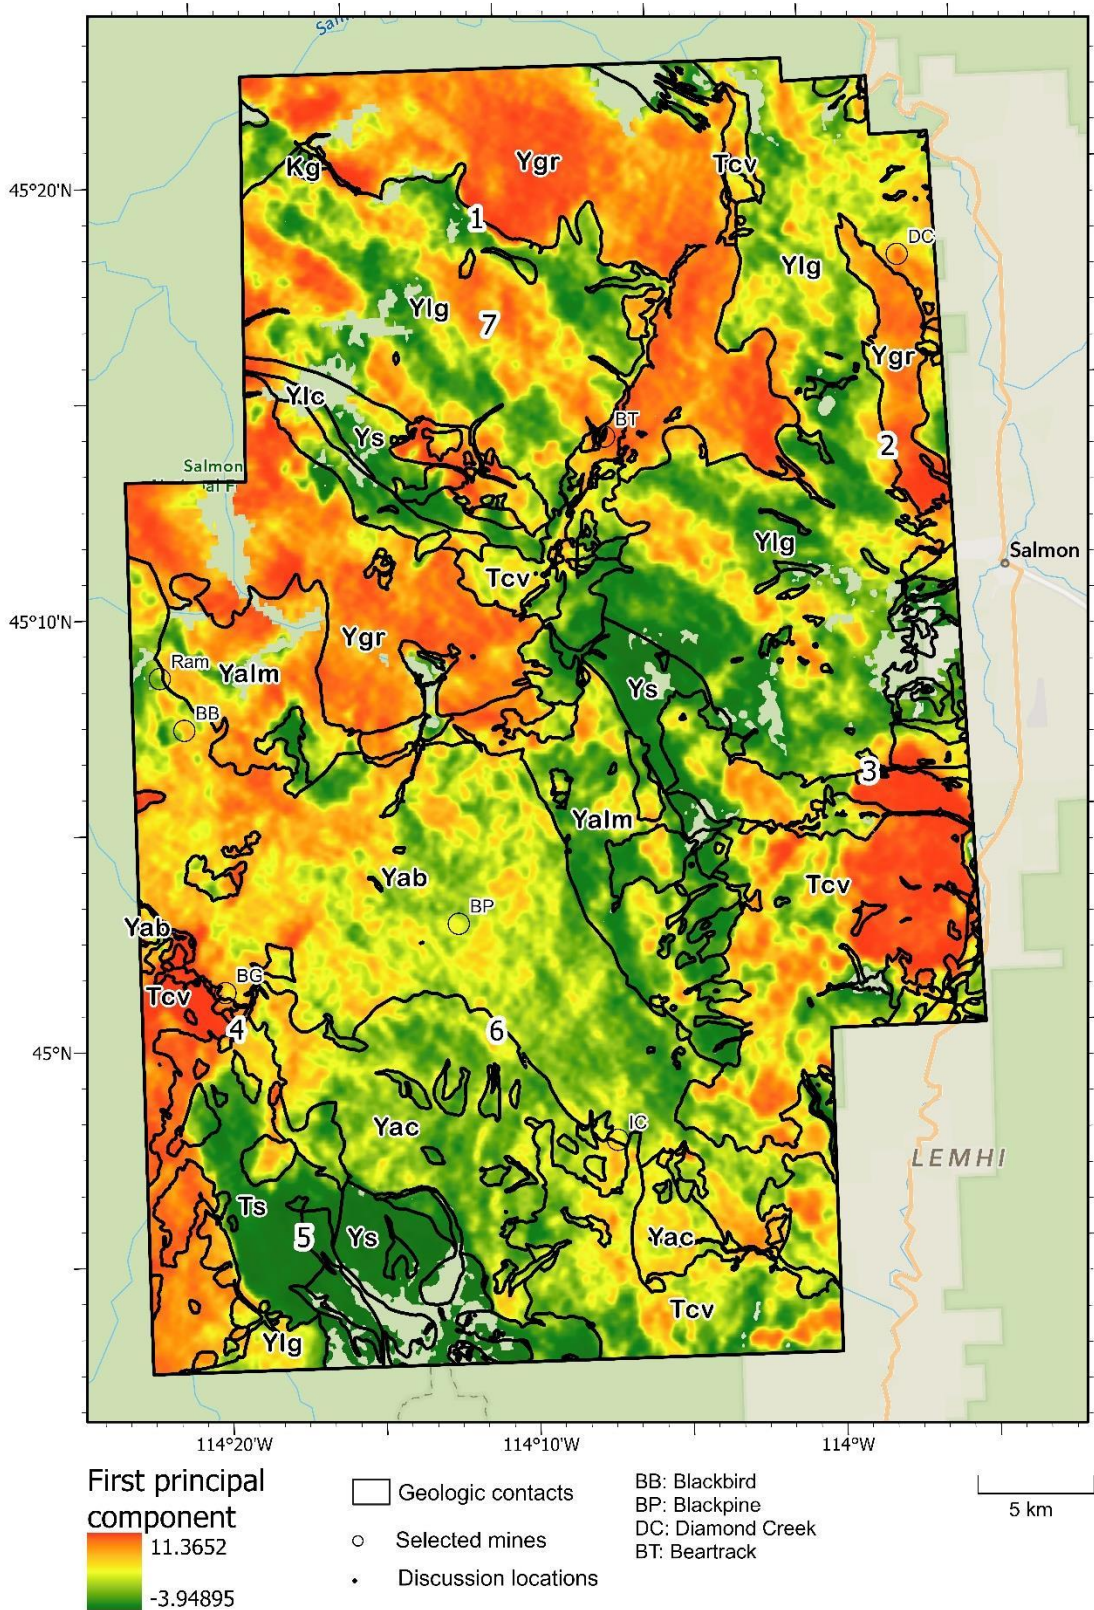 Sam
45°20'N
Kg
Ygr
Tcv
1
DC
Ylg
Ylg
7
Ygr
Ylc
BT
Ys
2
Salmon
al F
Ylg
Salmon
Tcv
45°10'N
Ygr
Ram
Yalm
Ys
BB
3
Yalm
Yab
Tcv
BP
Yab
BG
Tcv
4
6
45°N
Yac
IC
LEMHI
Ts
5
Ys
Yac
Tcv
Ylg
114°20'W
114°10'W
114°W
First principal
component
11.3652
-3.94895
Geologic contacts
Selected mines
Discussion locations
BB: Blackbird
BP: Blackpine
DC: Diamond Creek
BT: Beartrack
5 km